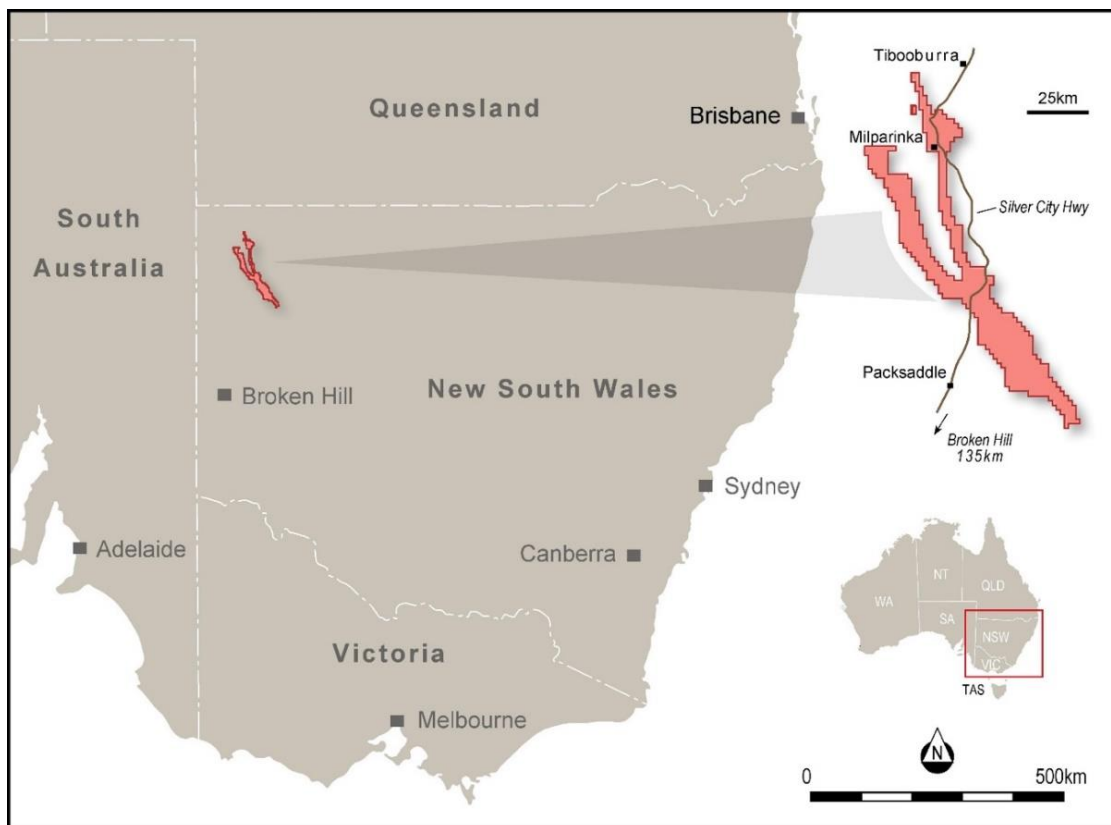 Queensland
Brisbane
South
Australia
Broken Hill
New South Wales
Sydney
Adelaide
Canberra
Victoria
Melbourne
Tibooburra
25km
Milparinka
Silver City Hwy
Packsaddle
Broken Hill
135km
NT
QLD
WA
SA
NSW
VIC
TAS
N
0
500km